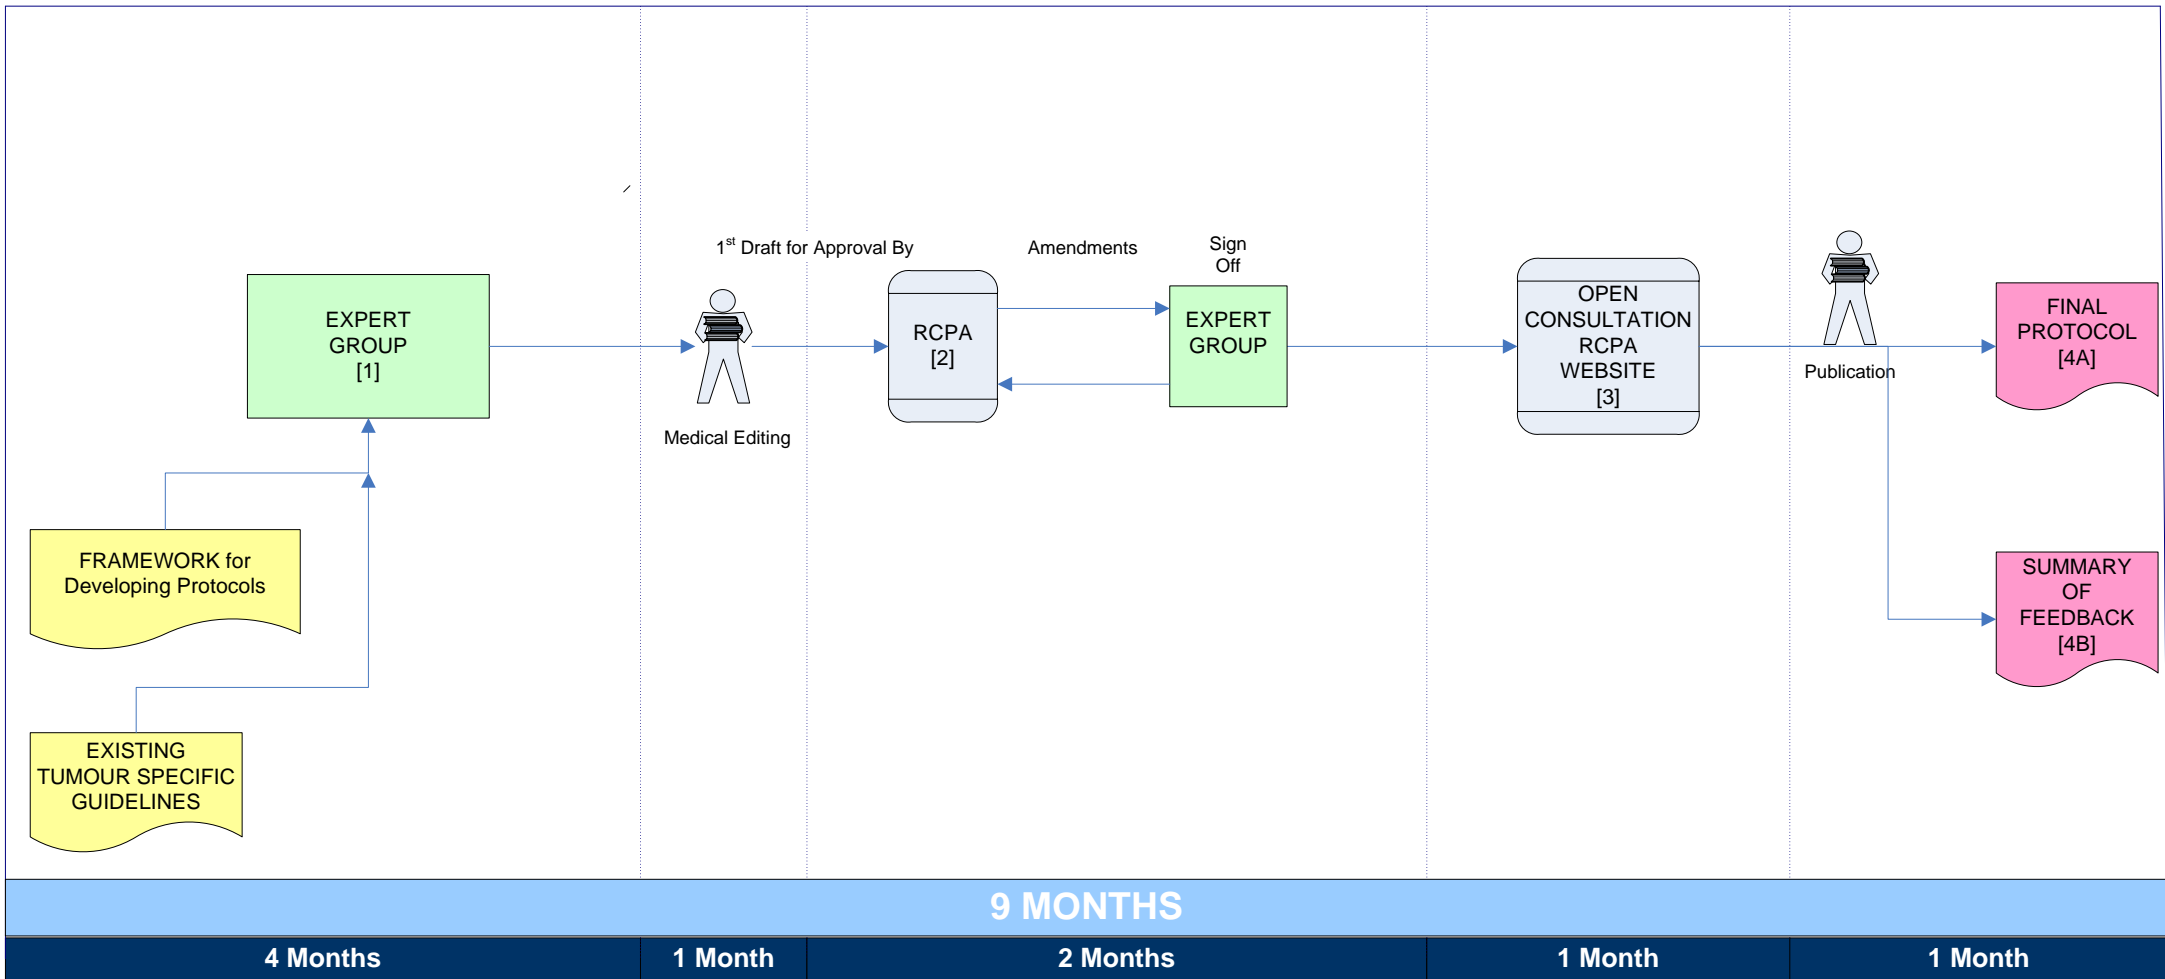 EXPERT
GROUP
[1]
FRAMEWORK for
Developing Protocols
EXISTING
TUMOUR SPECIFIC
GUIDELINES
Medical Editing
1st Draft for Approval By
RCPA
[2]
Amendments
Sign
Off
EXPERT
GROUP
OPEN
CONSULTATION
RCPA
WEBSITE
[3]
Publication
FINAL
PROTOCOL
[4A]
SUMMARY
OF
FEEDBACK
[4B]
9 MONTHS
4 Months
1 Month
2 Months
1 Month
1 Month